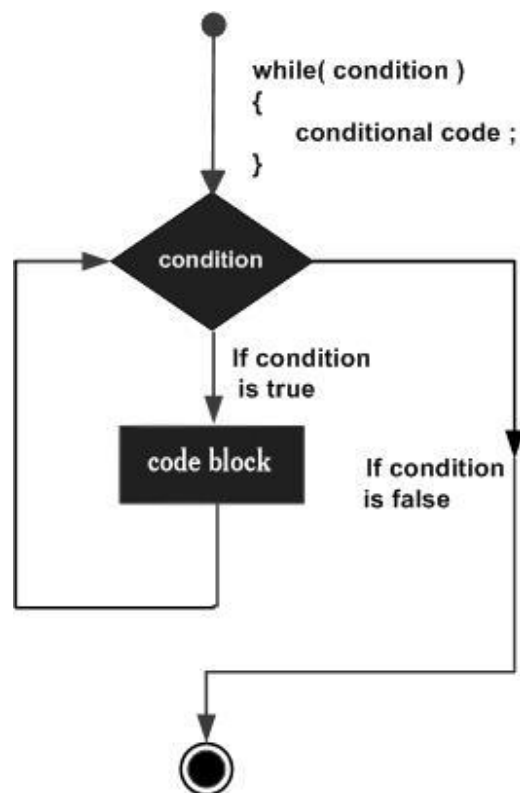 while( condition )
{
conditional code ;
}
condition
If condition
is true
code block
If condition
is false